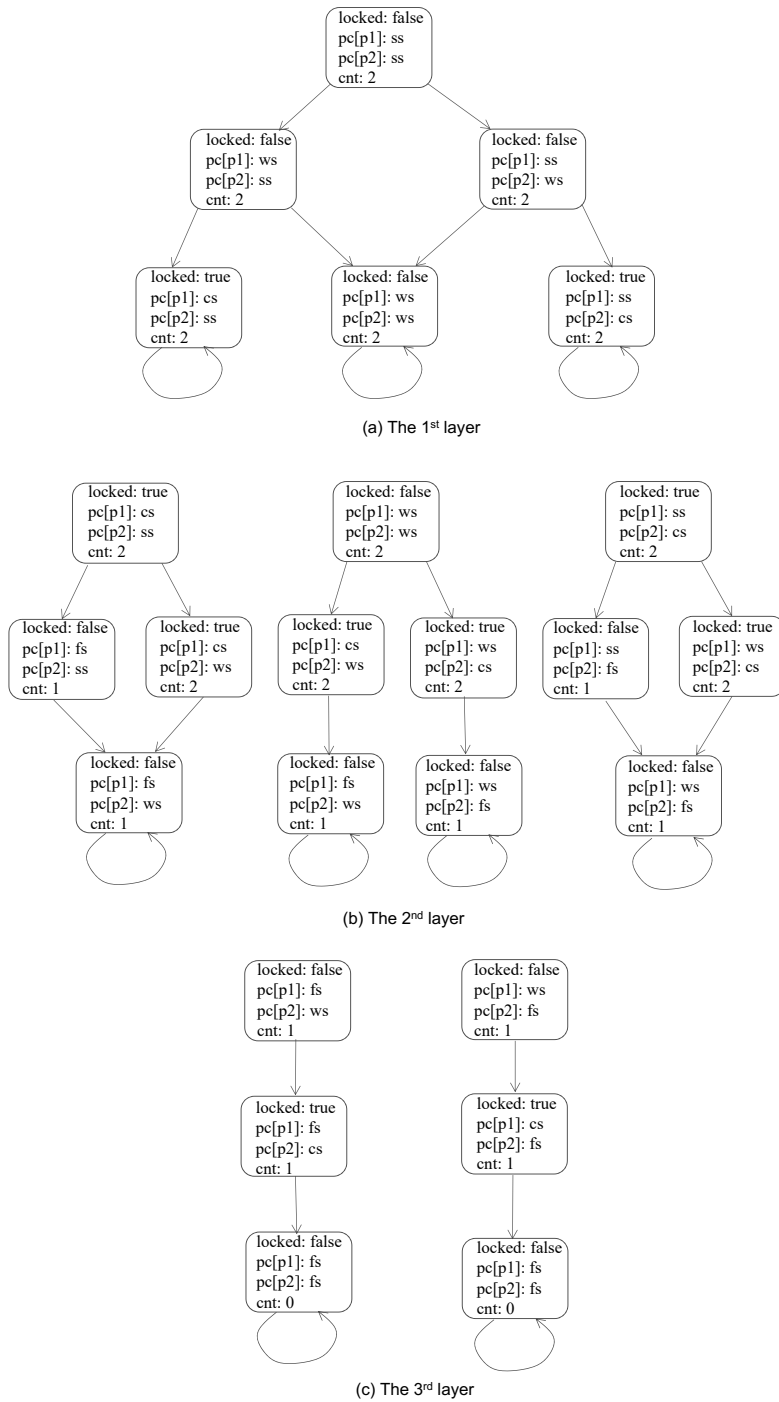 locked: false
pc[p1]: ss
pc[p2]: ss
cnt: 2
locked: false
pc[p1]: ws
pc[p2]: ss
cnt: 2
locked: false
pc[p1]: ss
pc[p2]: ws
cnt: 2
locked: true
pc[p1]: cs
pc[p2]: ss
cnt: 2
locked: false
pc[p1]: ws
pc[p2]: ws
cnt: 2
locked: true
pc[p1]: ss
pc[p2]: cs
cnt: 2
(a) The 1st layer
locked: true
pc[p1]: cs
pc[p2]: ss
cnt: 2
locked: false
pc[p1]: ws
pc[p2]: ws
cnt: 2
locked: true
pc[p1]: ss
pc[p2]: cs
cnt: 2
locked: false
pc[p1]: fs
pc[p2]: ss
cnt: 1
locked: true
pc[p1]: cs
pc[p2]: ws
cnt: 2
locked: true
pc[p1]: cs
pc[p2]: ws
cnt: 2
locked: true
pc[p1]: ws
pc[p2]: cs
cnt: 2
locked: false
pc[p1]: ss
pc[p2]: fs
cnt: 1
locked: true
pc[p1]: ws
pc[p2]: cs
cnt: 2
locked: false
pc[p1]: fs
pc[p2]: ws
cnt: 1
locked: false
pc[p1]: fs
pc[p2]: ws
cnt: 1
locked: false
pc[p1]: ws
pc[p2]: fs
cnt: 1
locked: false
pc[p1]: ws
pc[p2]: fs
cnt: 1
(b) The 2nd layer
locked: false
pc[p1]: fs
pc[p2]: ws
cnt: 1
locked: false
pc[p1]: ws
pc[p2]: fs
cnt: 1
locked: true
pc[p1]: fs
pc[p2]: cs
cnt: 1
locked: true
pc[p1]: cs
pc[p2]: fs
cnt: 1
locked: false
pc[p1]: fs
pc[p2]: fs
cnt: 0
locked: false
pc[p1]: fs
pc[p2]: fs
cnt: 0
(c) The 3rd layer